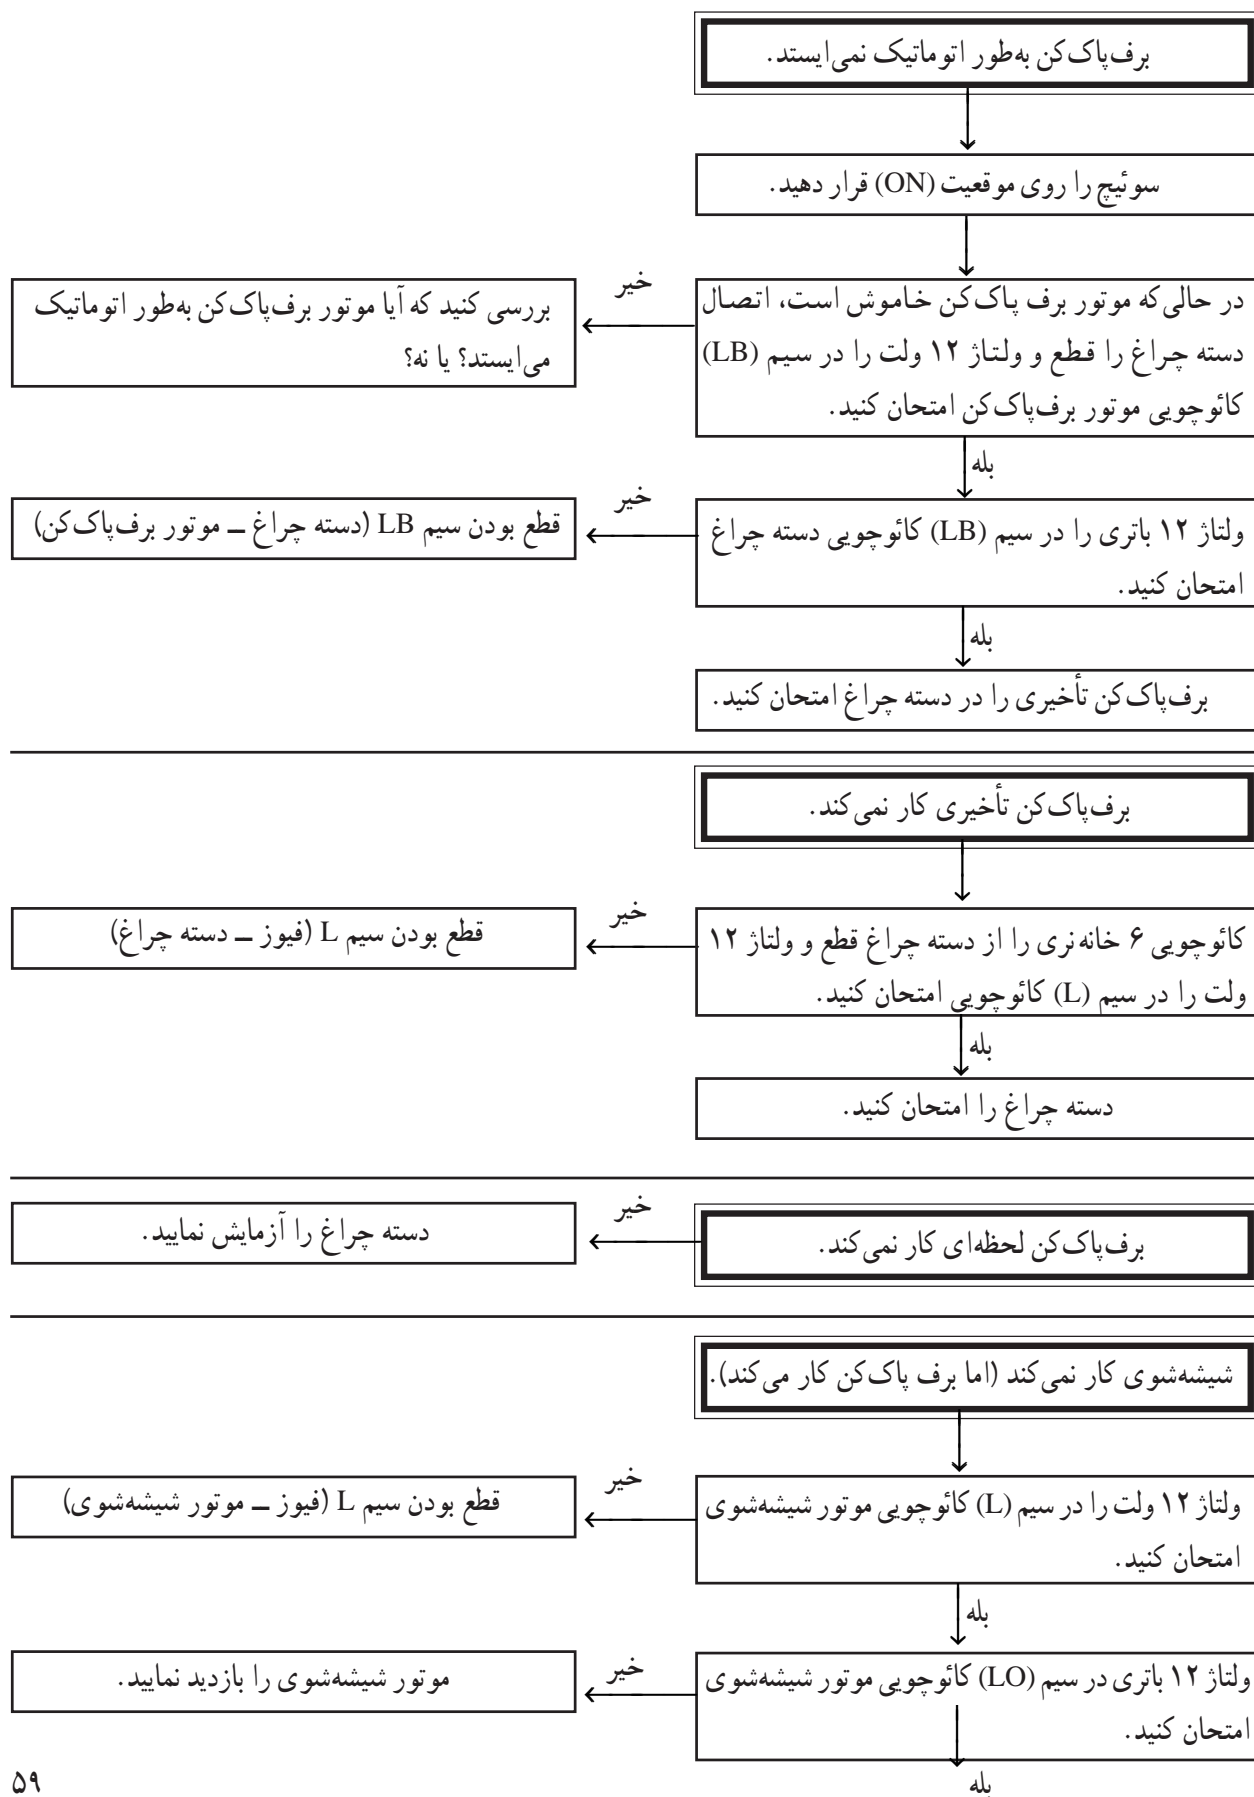 برف‌پاک‌کن به‌طور اتوماتیک نمی‌ایستد.
سوئیچ را روی موقعیت (ON) قرار دهید.
در حالی‌که موتور برف پاک‌کن خاموش است، اتصال
دسته چراغ را قطع و ولتاژ ۱۲ ولت را در سیم (LB)
کائوچویی موتور برف‌پاک‌کن امتحان کنید.
خیر
بررسی کنید که آیا موتور برف‌پاک‌کن به‌طور اتوماتیک
می‌ایستد؟ یا نه؟
بله
ولتاژ ۱۲ باتری را در سیم (LB) کائوچویی دسته چراغ
امتحان کنید.
خیر
قطع بودن سیم LB (دسته چراغ ــ موتور برف‌پاک‌کن)
بله
برف‌پاک‌کن تأخیری را در دسته چراغ امتحان کنید.
برف‌پاک‌کن تأخیری کار نمی‌کند.
کائوچویی ۶ خانه نری را از دسته چراغ قطع و ولتاژ ۱۲
ولت را در سیم (L) کائوچویی امتحان کنید.
خیر
قطع بودن سیم L (فیوز ــ دسته چراغ)
بله
دسته چراغ را امتحان کنید.
برف‌پاک‌کن لحظه‌ای کار نمی‌کند.
خیر
دسته چراغ را آزمایش نمایید.
شیشه‌شوی کار نمی‌کند (اما برف پاک‌کن کار می‌کند).
ولتاژ ۱۲ ولت را در سیم (L) کائوچویی موتور شیشه‌شوی
امتحان کنید.
خیر
قطع بودن سیم L (فیوز ــ موتور شیشه‌شوی)
بله
ولتاژ ۱۲ باتری در سیم (LO) کائوچویی موتور شیشه‌شوی
امتحان کنید.
خیر
موتور شیشه‌شوی را بازدید نمایید.
بله
۵۹